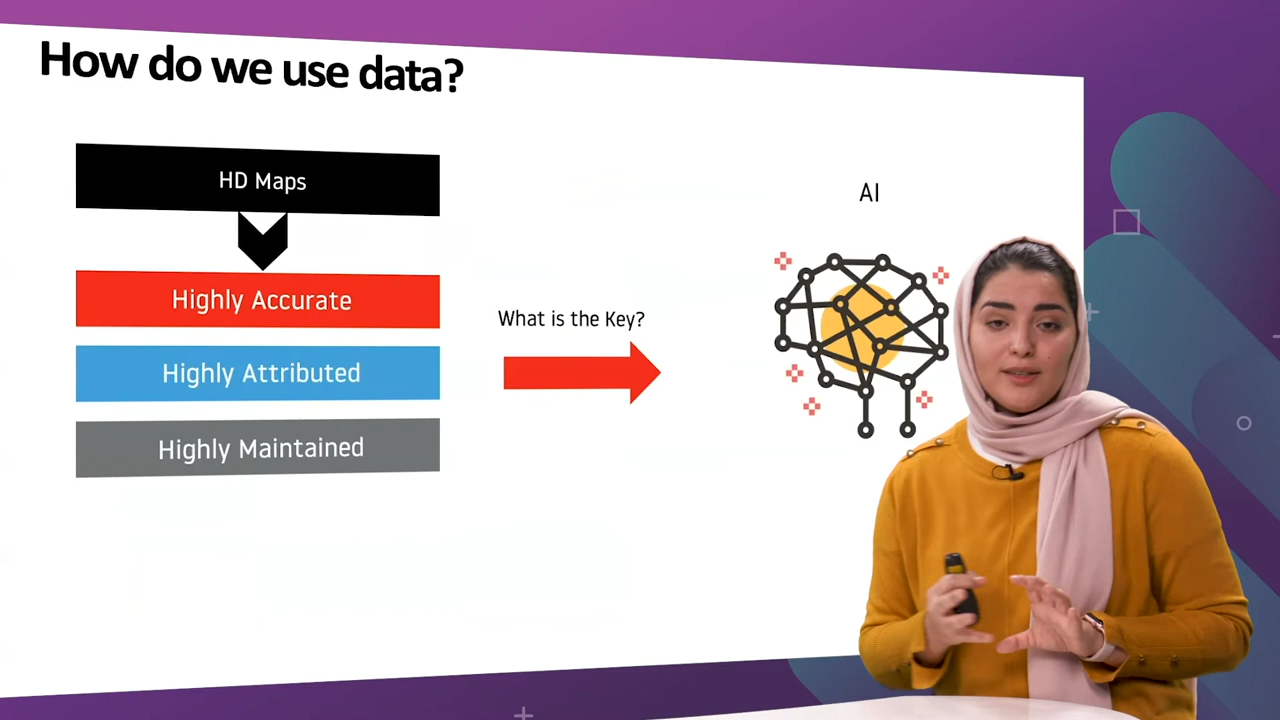 How do we use data?
HD Maps
Highly Accurate
Highly Attributed
Highly Maintained
What is the Key?
AI